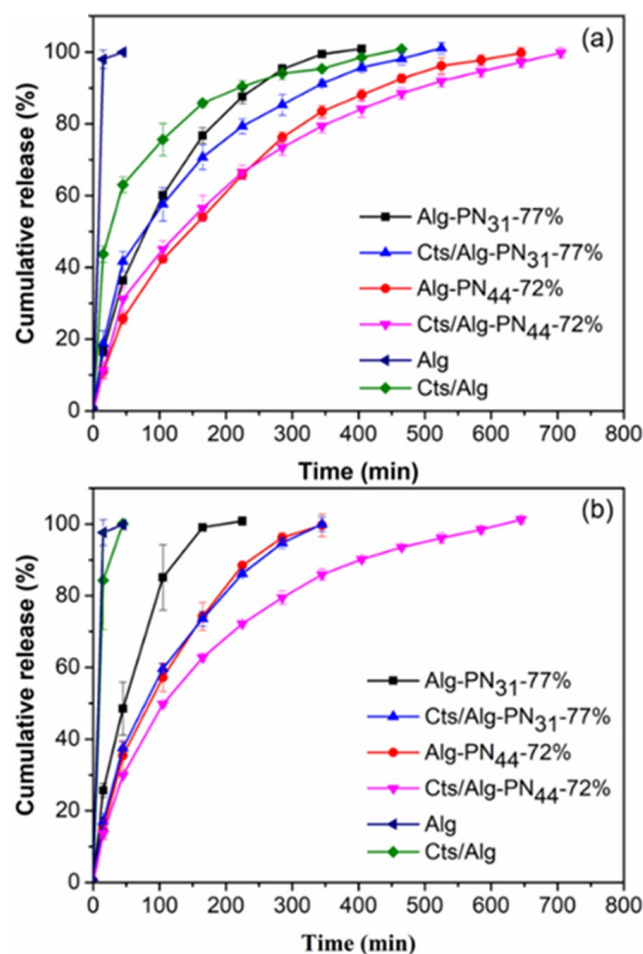 (a)
Cumulative release (%)
120
100
80
60
40
20
0
Alg-PN31-77%
Cts/Alg-PN31-77%
Alg-PN44-72%
Cts/Alg-PN44-72%
Alg
Cts/Alg
0 100 200 300 400 500 600 700 800
Time (min)
(b)
Cumulative release (%)
120
100
80
60
40
20
0
Alg-PN31-77%
Cts/Alg-PN31-77%
Alg-PN44-72%
Cts/Alg-PN44-72%
Alg
Cts/Alg
0 100 200 300 400 500 600 700 800
Time (min)